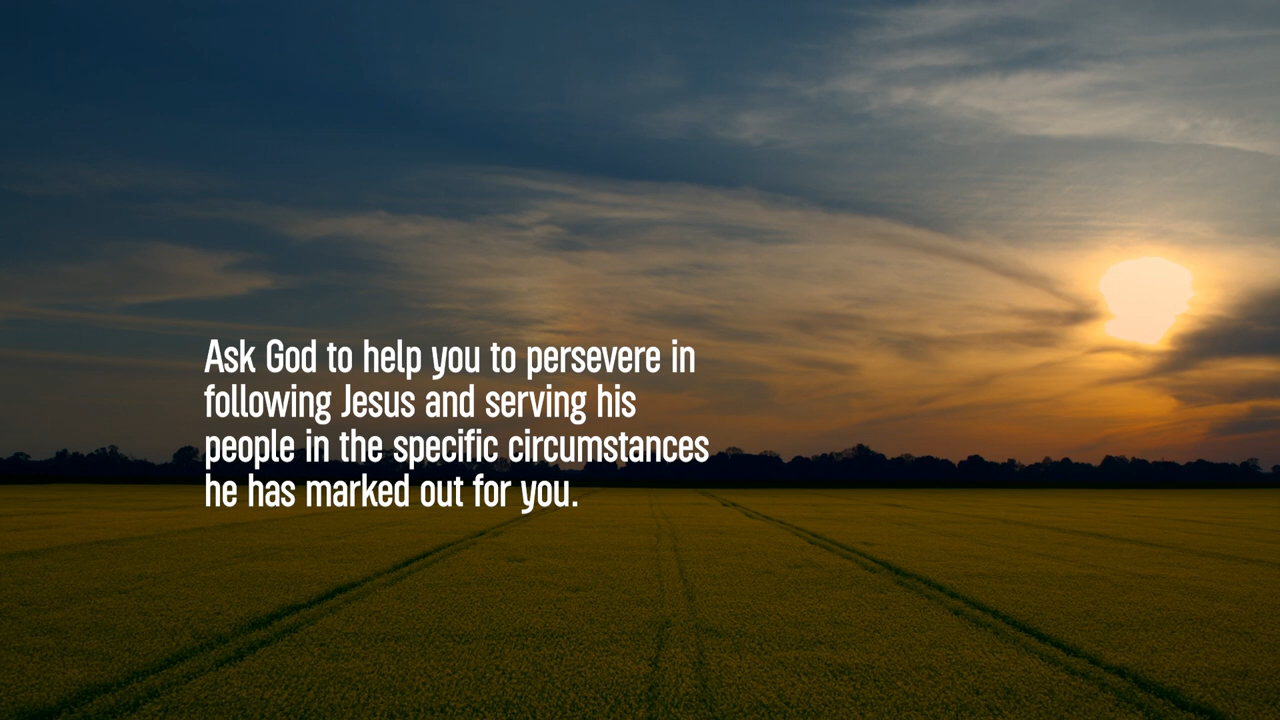 Ask God to help you to persevere in
following Jesus and serving his
people in the specific circumstances
he has marked out for you.